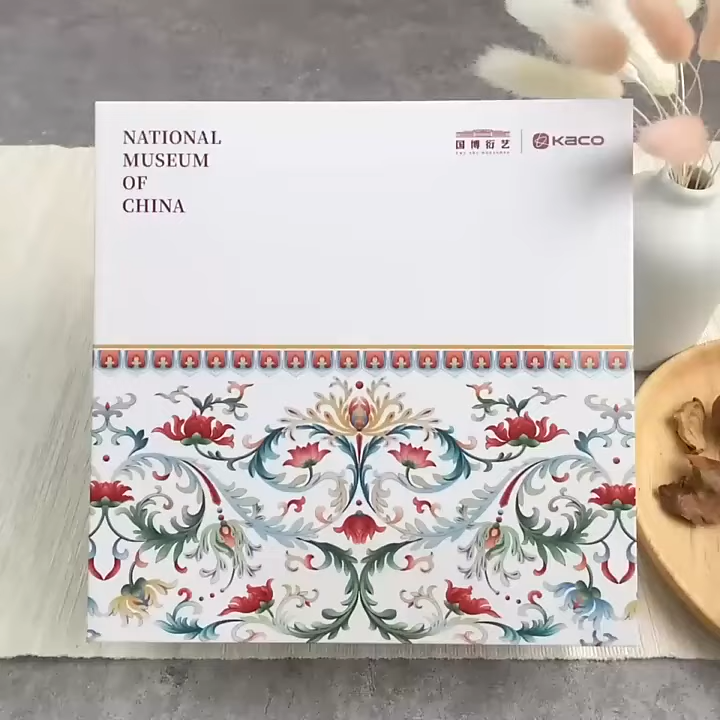 NATIONAL
MUSEUM
OF
CHINA
国博衍艺
KACO